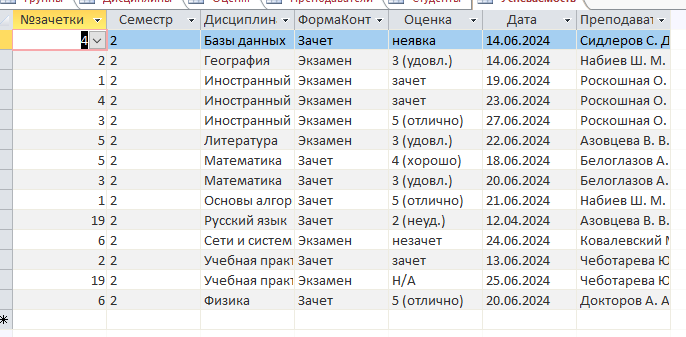 Группы Дисциплины Оценки Преподаватели Студенты Успеваемость
№зачетки Семестр Дисциплина ФормаКонт Оценка Дата Преподават
4 2 Базы данных Зачет неявка 14.06.2024 Сидлеров С. Д
2 2 География Экзамен 3 (удовл.) 14.06.2024 Набиев Ш. М.
1 2 Иностранный Экзамен зачет 19.06.2024 Роскошная О.
4 2 Иностранный Экзамен зачет 23.06.2024 Роскошная О.
3 2 Иностранный Экзамен 5 (отлично) 27.06.2024 Роскошная О.
5 2 Литература Экзамен 3 (удовл.) 22.06.2024 Азовцева В. В.
5 2 Математика Зачет 4 (хорошо) 18.06.2024 Белоглазов А.
3 2 Математика Зачет 3 (удовл.) 20.06.2024 Белоглазов А.
1 2 Основы алгор Зачет 5 (отлично) 21.06.2024 Набиев Ш. М.
19 2 Русский язык Зачет 2 (неуд.) 12.04.2024 Азовцева В. В.
6 2 Сети и систем Экзамен незачет 24.06.2024 Ковалевский М
2 2 Учебная практ Зачет зачет 13.06.2024 Чеботарева Ю
19 2 Учебная практ Экзамен Н/А 25.06.2024 Чеботарева Ю
6 2 Физика Зачет 5 (отлично) 20.06.2024 Докторов А. А